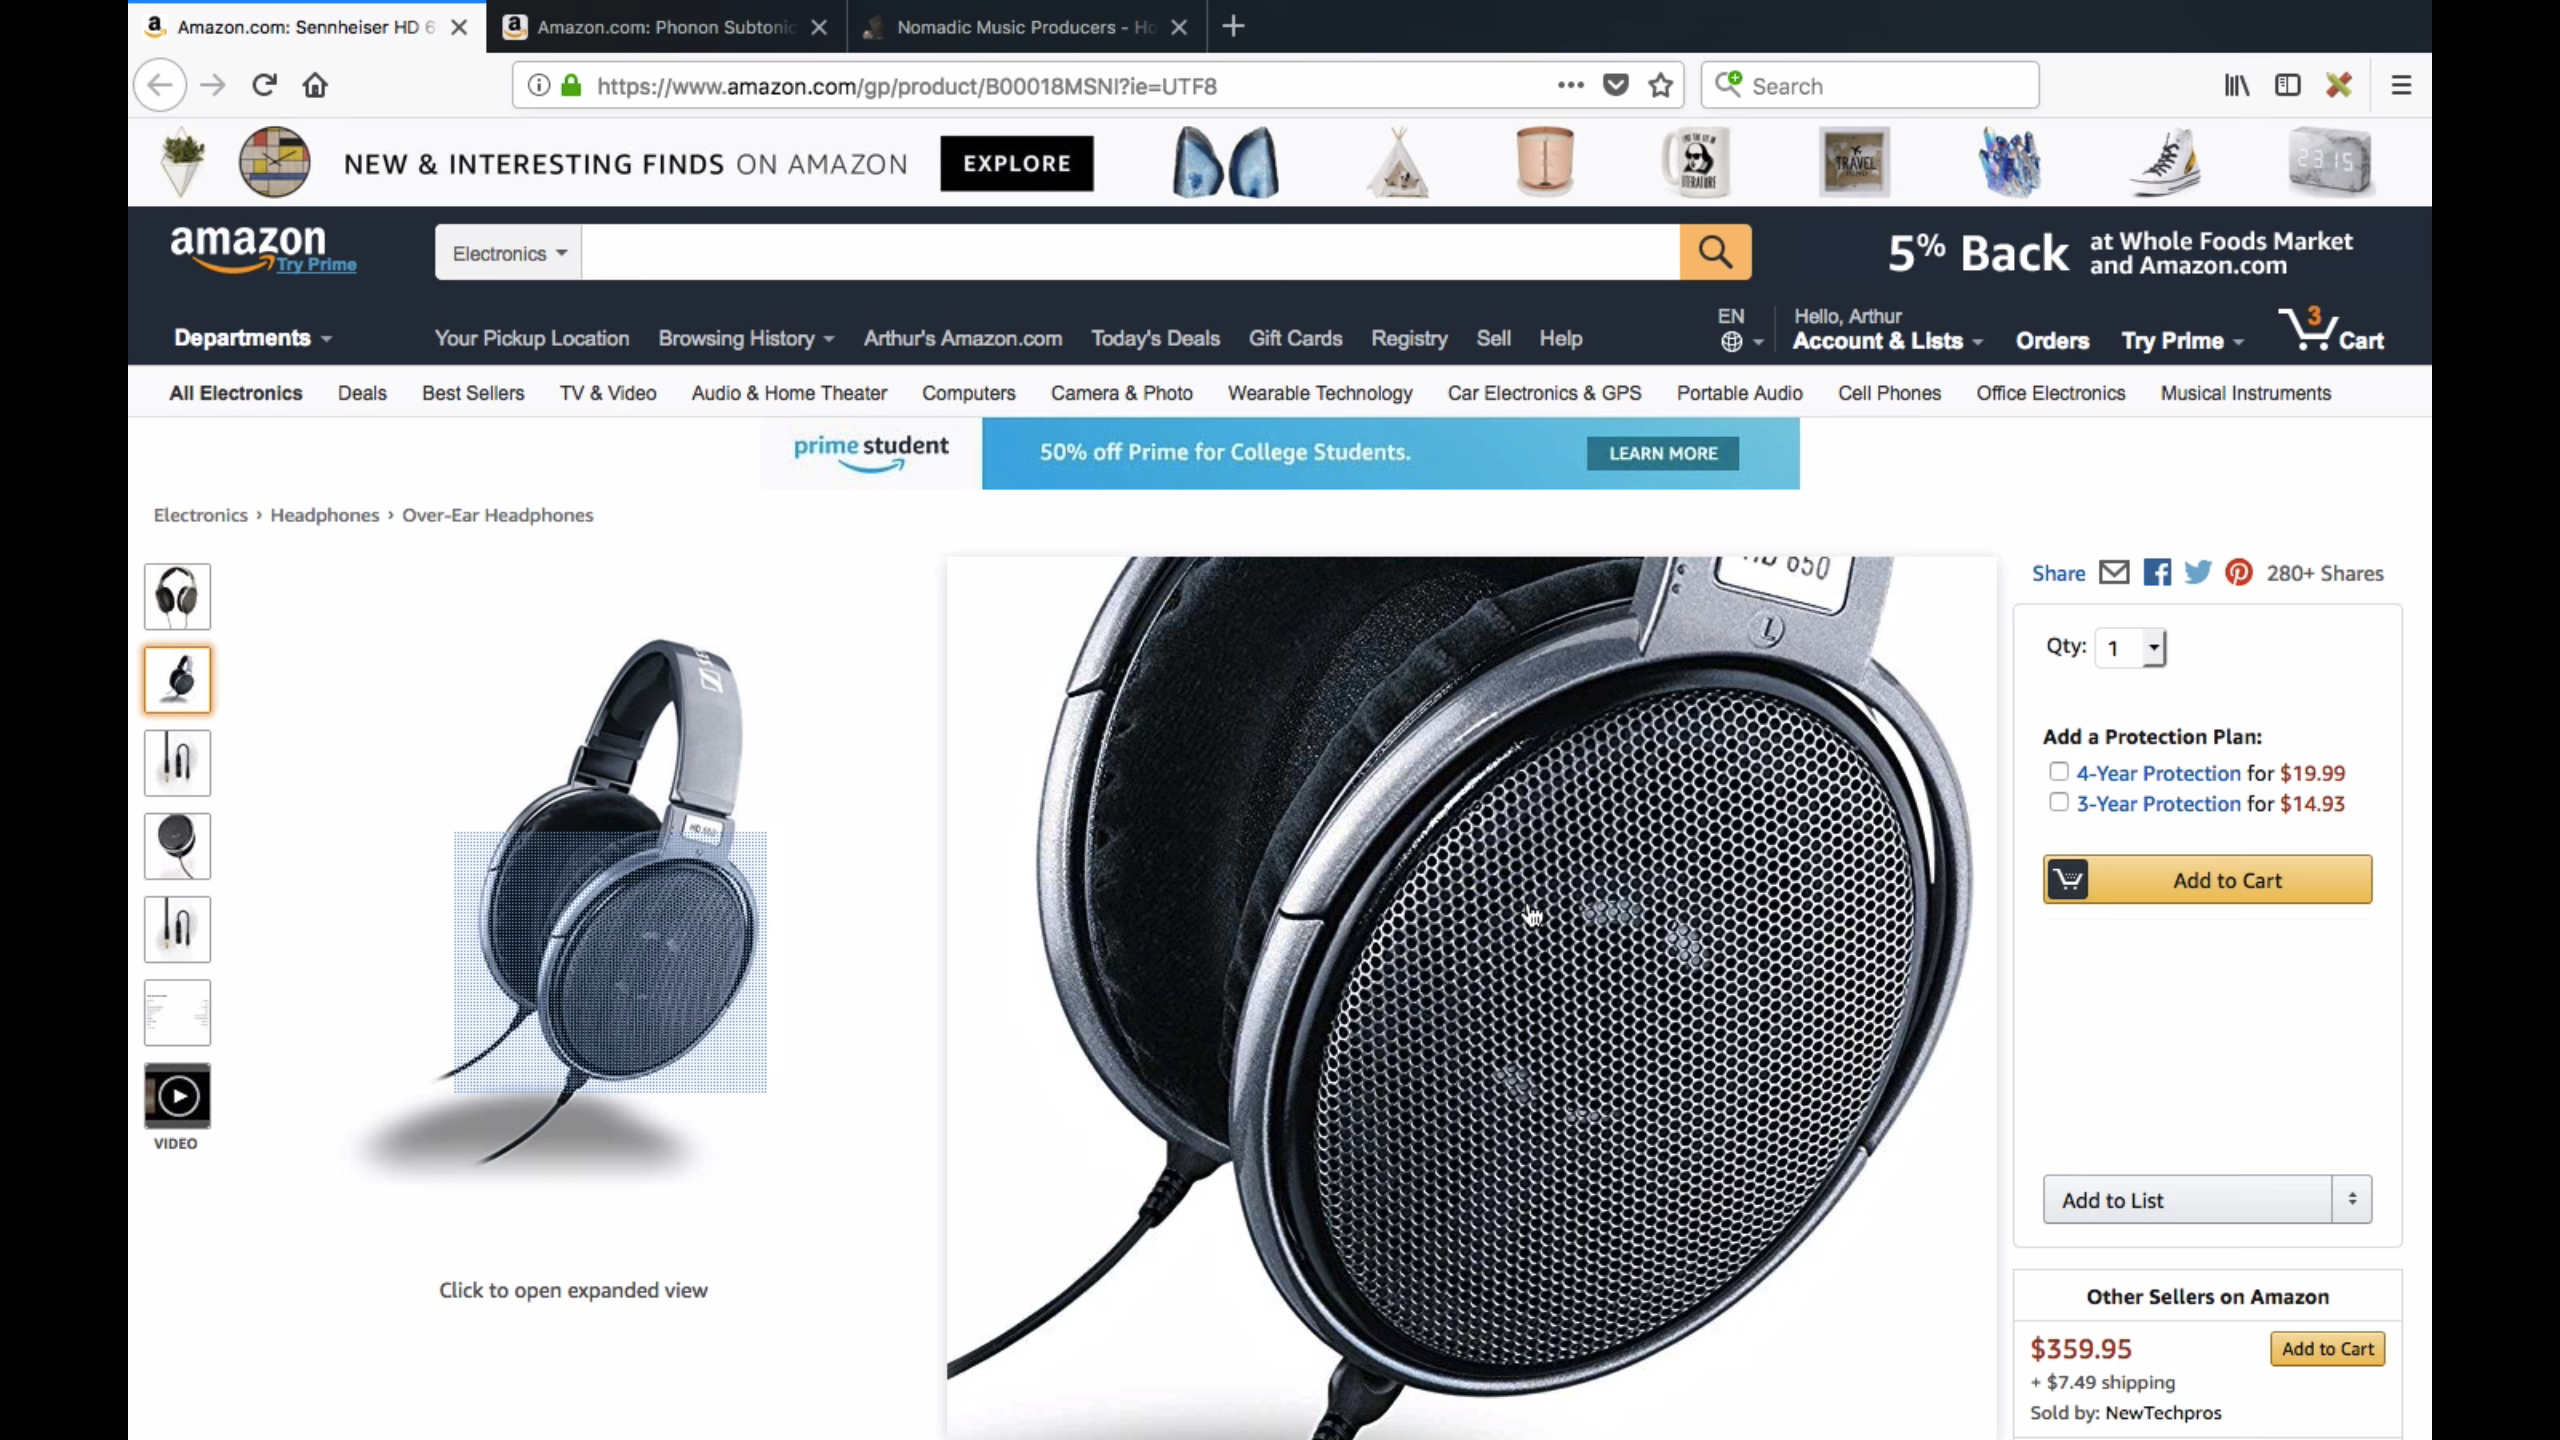 Amazon.com: Sennheiser HD 6
Amazon.com: Phonon Subtonic
Nomadic Music Producers - Ho
https://www.amazon.com/gp/product/B00018MSNI?ie=UTF8
Search
NEW & INTERESTING FINDS ON AMAZON
EXPLORE
LITERATURE
TRAVEL
23:15
amazon
Try Prime
Electronics
5% Back at Whole Foods Market
and Amazon.com
Departments
Your Pickup Location
Browsing History
Arthur's Amazon.com
Today's Deals
Gift Cards
Registry
Sell
Help
EN
Hello, Arthur
Account & Lists
Orders
Try Prime
3
Cart
All Electronics
Deals
Best Sellers
TV & Video
Audio & Home Theater
Computers
Camera & Photo
Wearable Technology
Car Electronics & GPS
Portable Audio
Cell Phones
Office Electronics
Musical Instruments
prime student
50% off Prime for College Students.
LEARN MORE
Electronics › Headphones › Over-Ear Headphones
HD 650
L
HD 650
Share
280+ Shares
Qty: 1
Add a Protection Plan:
4-Year Protection for $19.99
3-Year Protection for $14.93
Add to Cart
VIDEO
Add to List
Click to open expanded view
Other Sellers on Amazon
$359.95
Add to Cart
+ $7.49 shipping
Sold by: NewTechpros